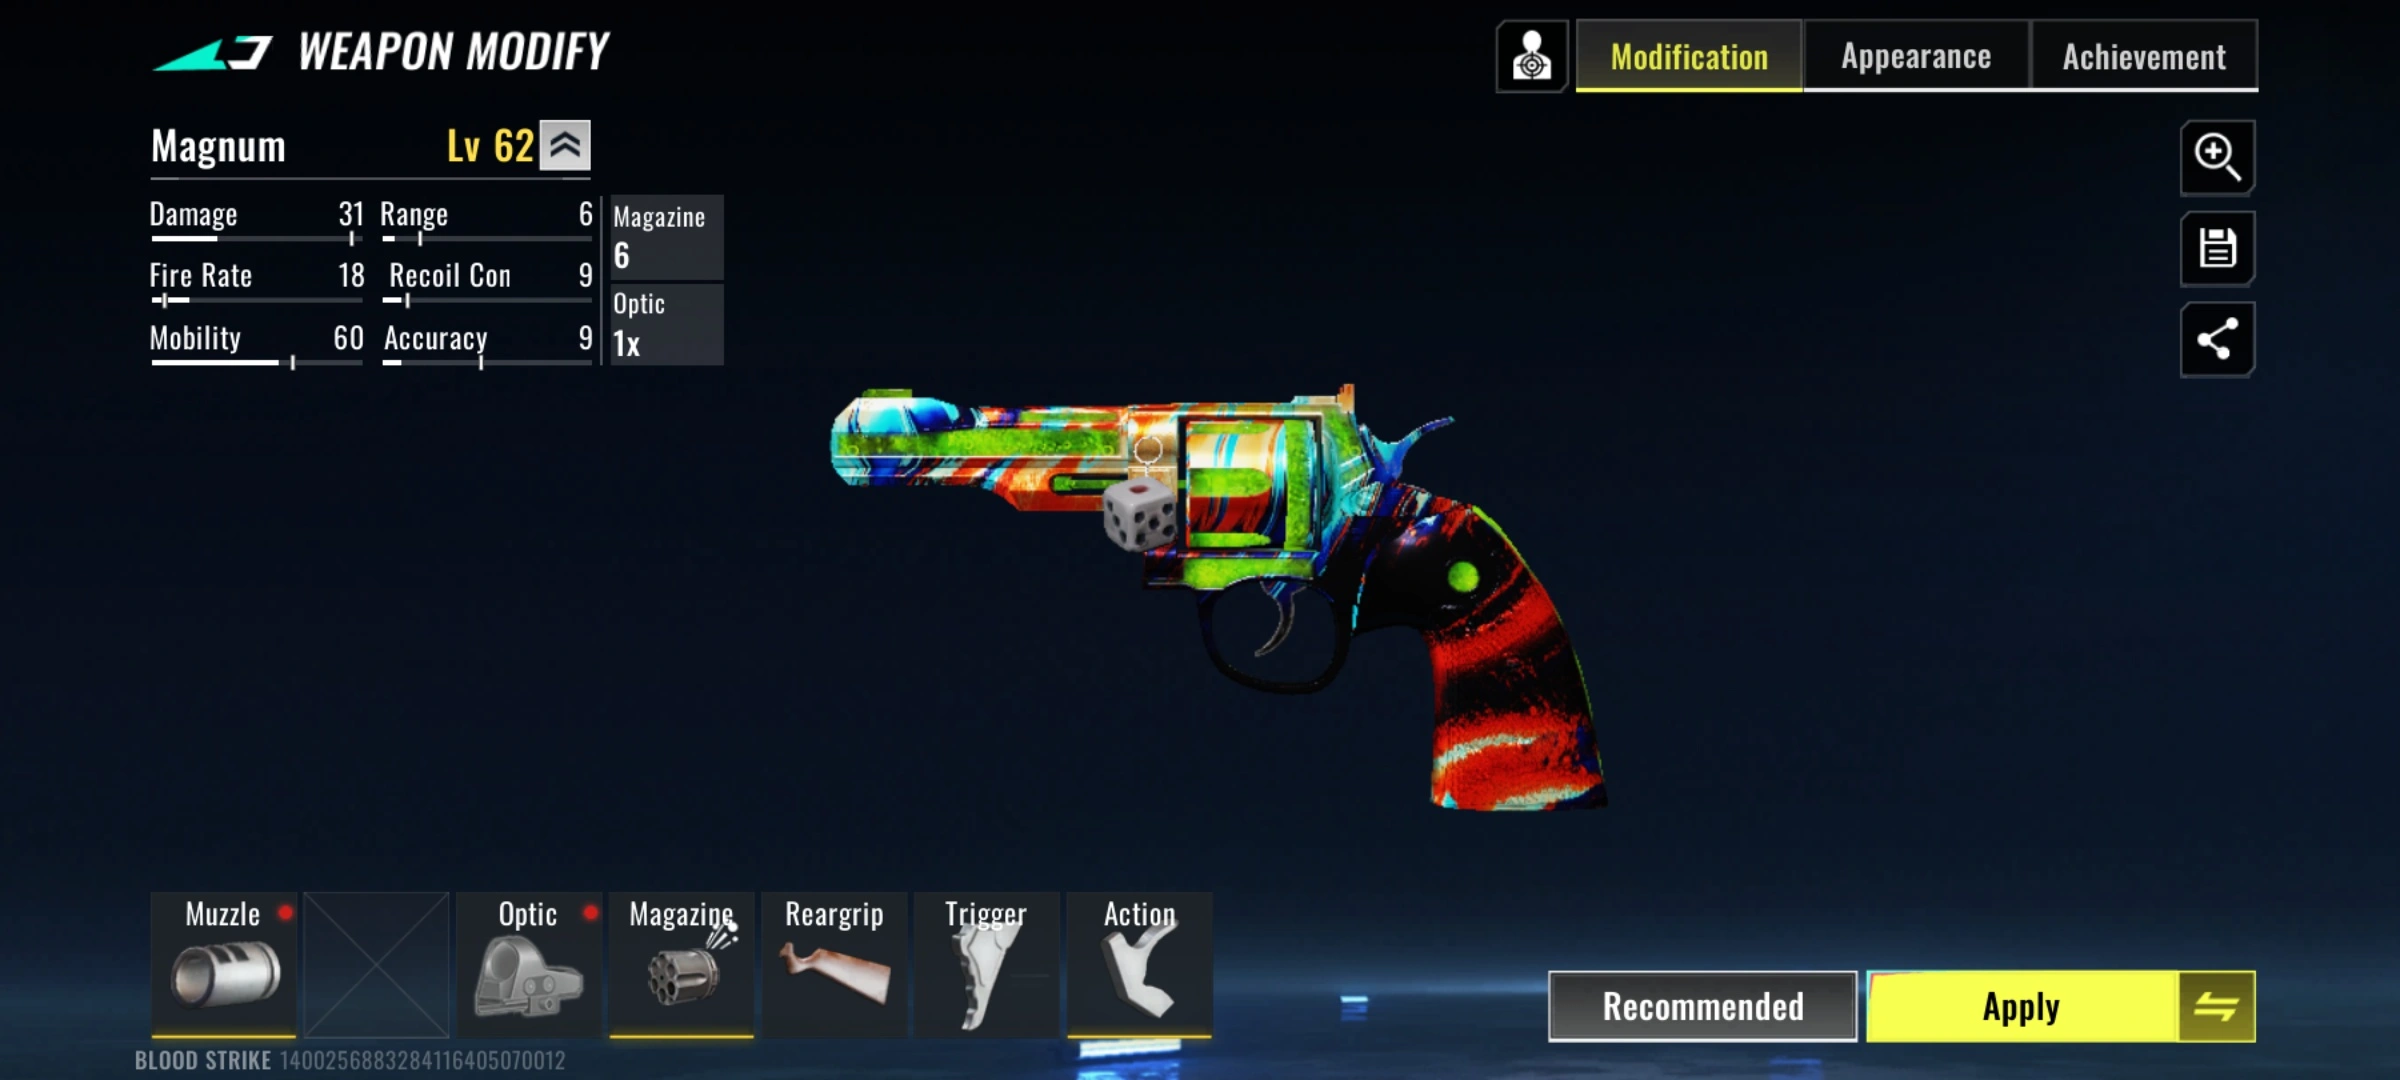 WEAPON MODIFY
Modification
Appearance
Achievement
Magnum Lv 62
Damage 31 Range 6
Magazine
6
Fire Rate 18 Recoil Con 9
Optic
1x
Mobility 60 Accuracy 9
Muzzle
Optic
Magazine
Reargrip
Trigger
Action
Recommended
Apply
BLOOD STRIKE 1400256883284116405070012